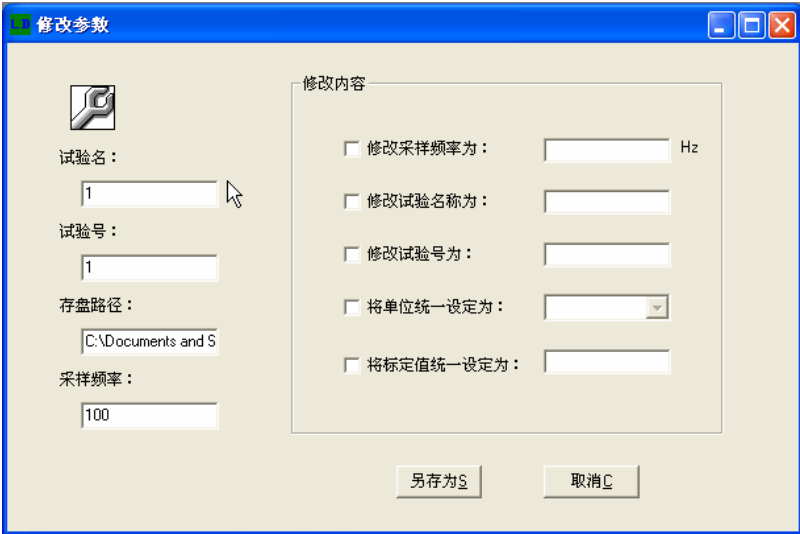 LD 修改参数
试验名：
1
试验号：
1
存盘路径：
C:\Documents and S
采样频率：
100
修改内容
修改采样频率为： Hz
修改试验名称为：
修改试验号为：
将单位统一设定为：
将标定值统一设定为：
另存为S 取消C